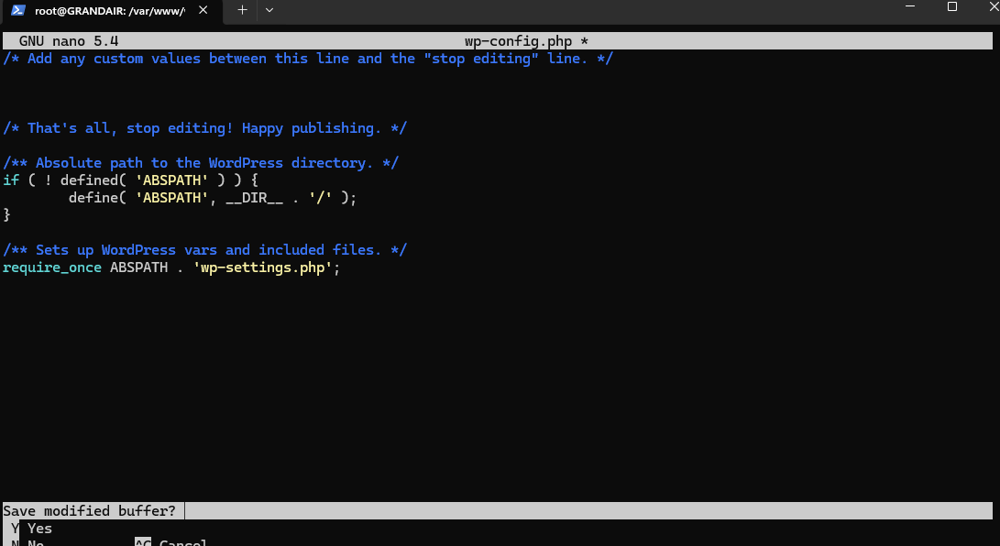 root@GRANDAIR: /var/www/
GNU nano 5.4 wp-config.php *
/* Add any custom values between this line and the "stop editing" line. */
/* That's all, stop editing! Happy publishing. */
/** Absolute path to the WordPress directory. */
if ( ! defined( 'ABSPATH' ) ) {
define( 'ABSPATH', __DIR__ . '/' );
}
/** Sets up WordPress vars and included files. */
require_once ABSPATH . 'wp-settings.php';
Save modified buffer?
Y Yes
N No ^C Cancel